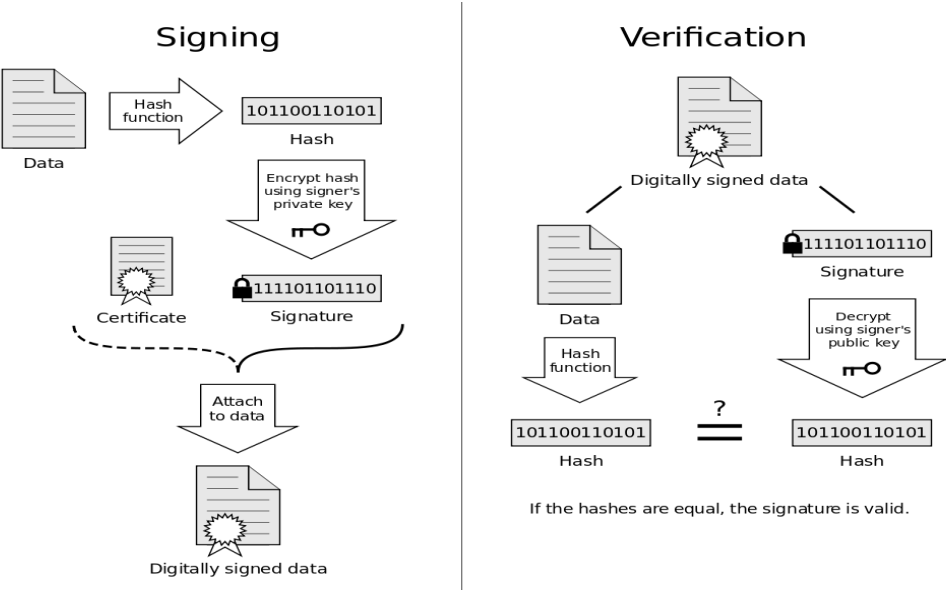 Signing
Hash
function
101100110101
Hash
Data
Encrypt hash
using signer's
private key
111101101110
Certificate
Signature
Attach
to data
Digitally signed data
Verification
Digitally signed data
111101101110
Signature
Data
Decrypt
using signer's
public key
Hash
function
?
101100110101
101100110101
Hash
Hash
If the hashes are equal, the signature is valid.